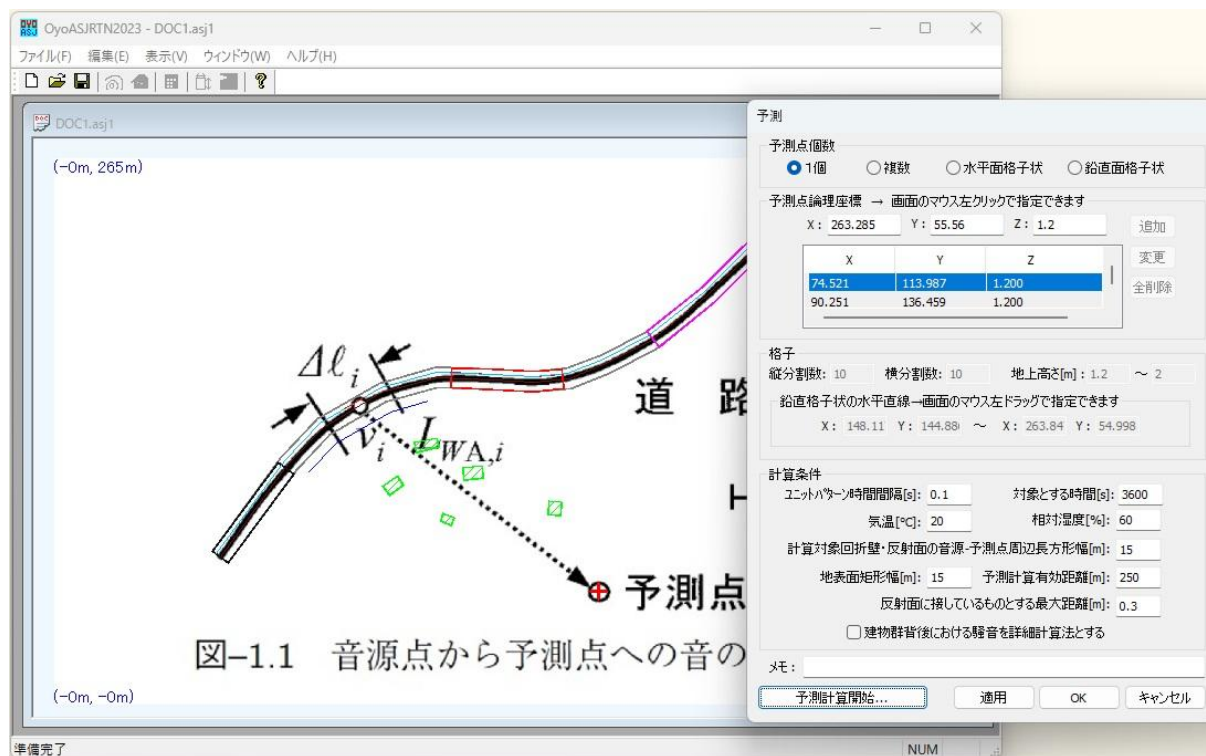 OyoASJRTN2023 - DOC1.asj1
ファイル(F) 編集(E) 表示(V) ウィンドウ(W) ヘルプ(H)
DOC1.asj1
(-0m, 265m)
Δℓi
νi
LWA,i
道 路
予測点
図-1.1 音源点から予測点への音の
(-0m, -0m)
準備完了
NUM
予測
予測点個数
1個 複数 水平面格子状 鉛直面格子状
予測点論理座標 → 画面のマウス左クリックで指定できます
X: 263.285 Y: 55.56 Z: 1.2 追加
X Y Z 変更
74.521 113.987 1.200 全削除
90.251 136.459 1.200
格子
縦分割数: 10 横分割数: 10 地上高さ[m] : 1.2 ~ 2
鉛直格子状の水平直線→画面のマウス左ドラッグで指定できます
X: 148.11 Y: 144.88 ~ X: 263.84 Y: 54.998
計算条件
ユニットパターン時間間隔[s]: 0.1 対象とする時間[s]: 3600
気温[℃]: 20 相対湿度[%]: 60
計算対象回折壁・反射面の音源-予測点周辺長方形幅[m]: 15
地表面矩形幅[m]: 15 予測計算有効距離[m]: 250
反射面に接しているものとする最大距離[m]: 0.3
建物群背後における騒音を詳細計算法とする
メモ:
予測計算開始... 適用 OK キャンセル